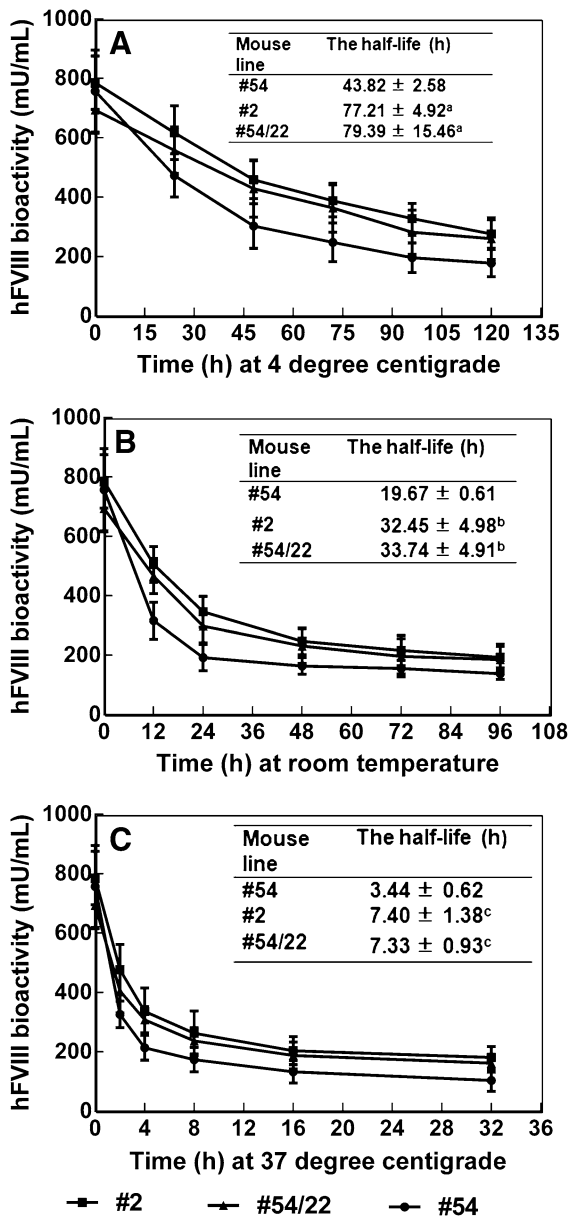 A
Mouse line The half-life (h)
#54 43.82 ± 2.58
#2 77.21 ± 4.92a
#54/22 79.39 ± 15.46a
hFVIII bioactivity (mU/mL)
1000
800
600
400
200
0
0 15 30 45 60 75 90 105 120 135
Time (h) at 4 degree centigrade
B
Mouse line The half-life (h)
#54 19.67 ± 0.61
#2 32.45 ± 4.98b
#54/22 33.74 ± 4.91b
hFVIII bioactivity (mU/mL)
1000
800
600
400
200
0
0 12 24 36 48 60 72 84 96 108
Time (h) at room temperature
C
Mouse line The half-life (h)
#54 3.44 ± 0.62
#2 7.40 ± 1.38c
#54/22 7.33 ± 0.93c
hFVIII bioactivity (mU/mL)
1000
800
600
400
200
0
0 4 8 12 16 20 24 28 32 36
Time (h) at 37 degree centigrade
#2 #54/22 #54